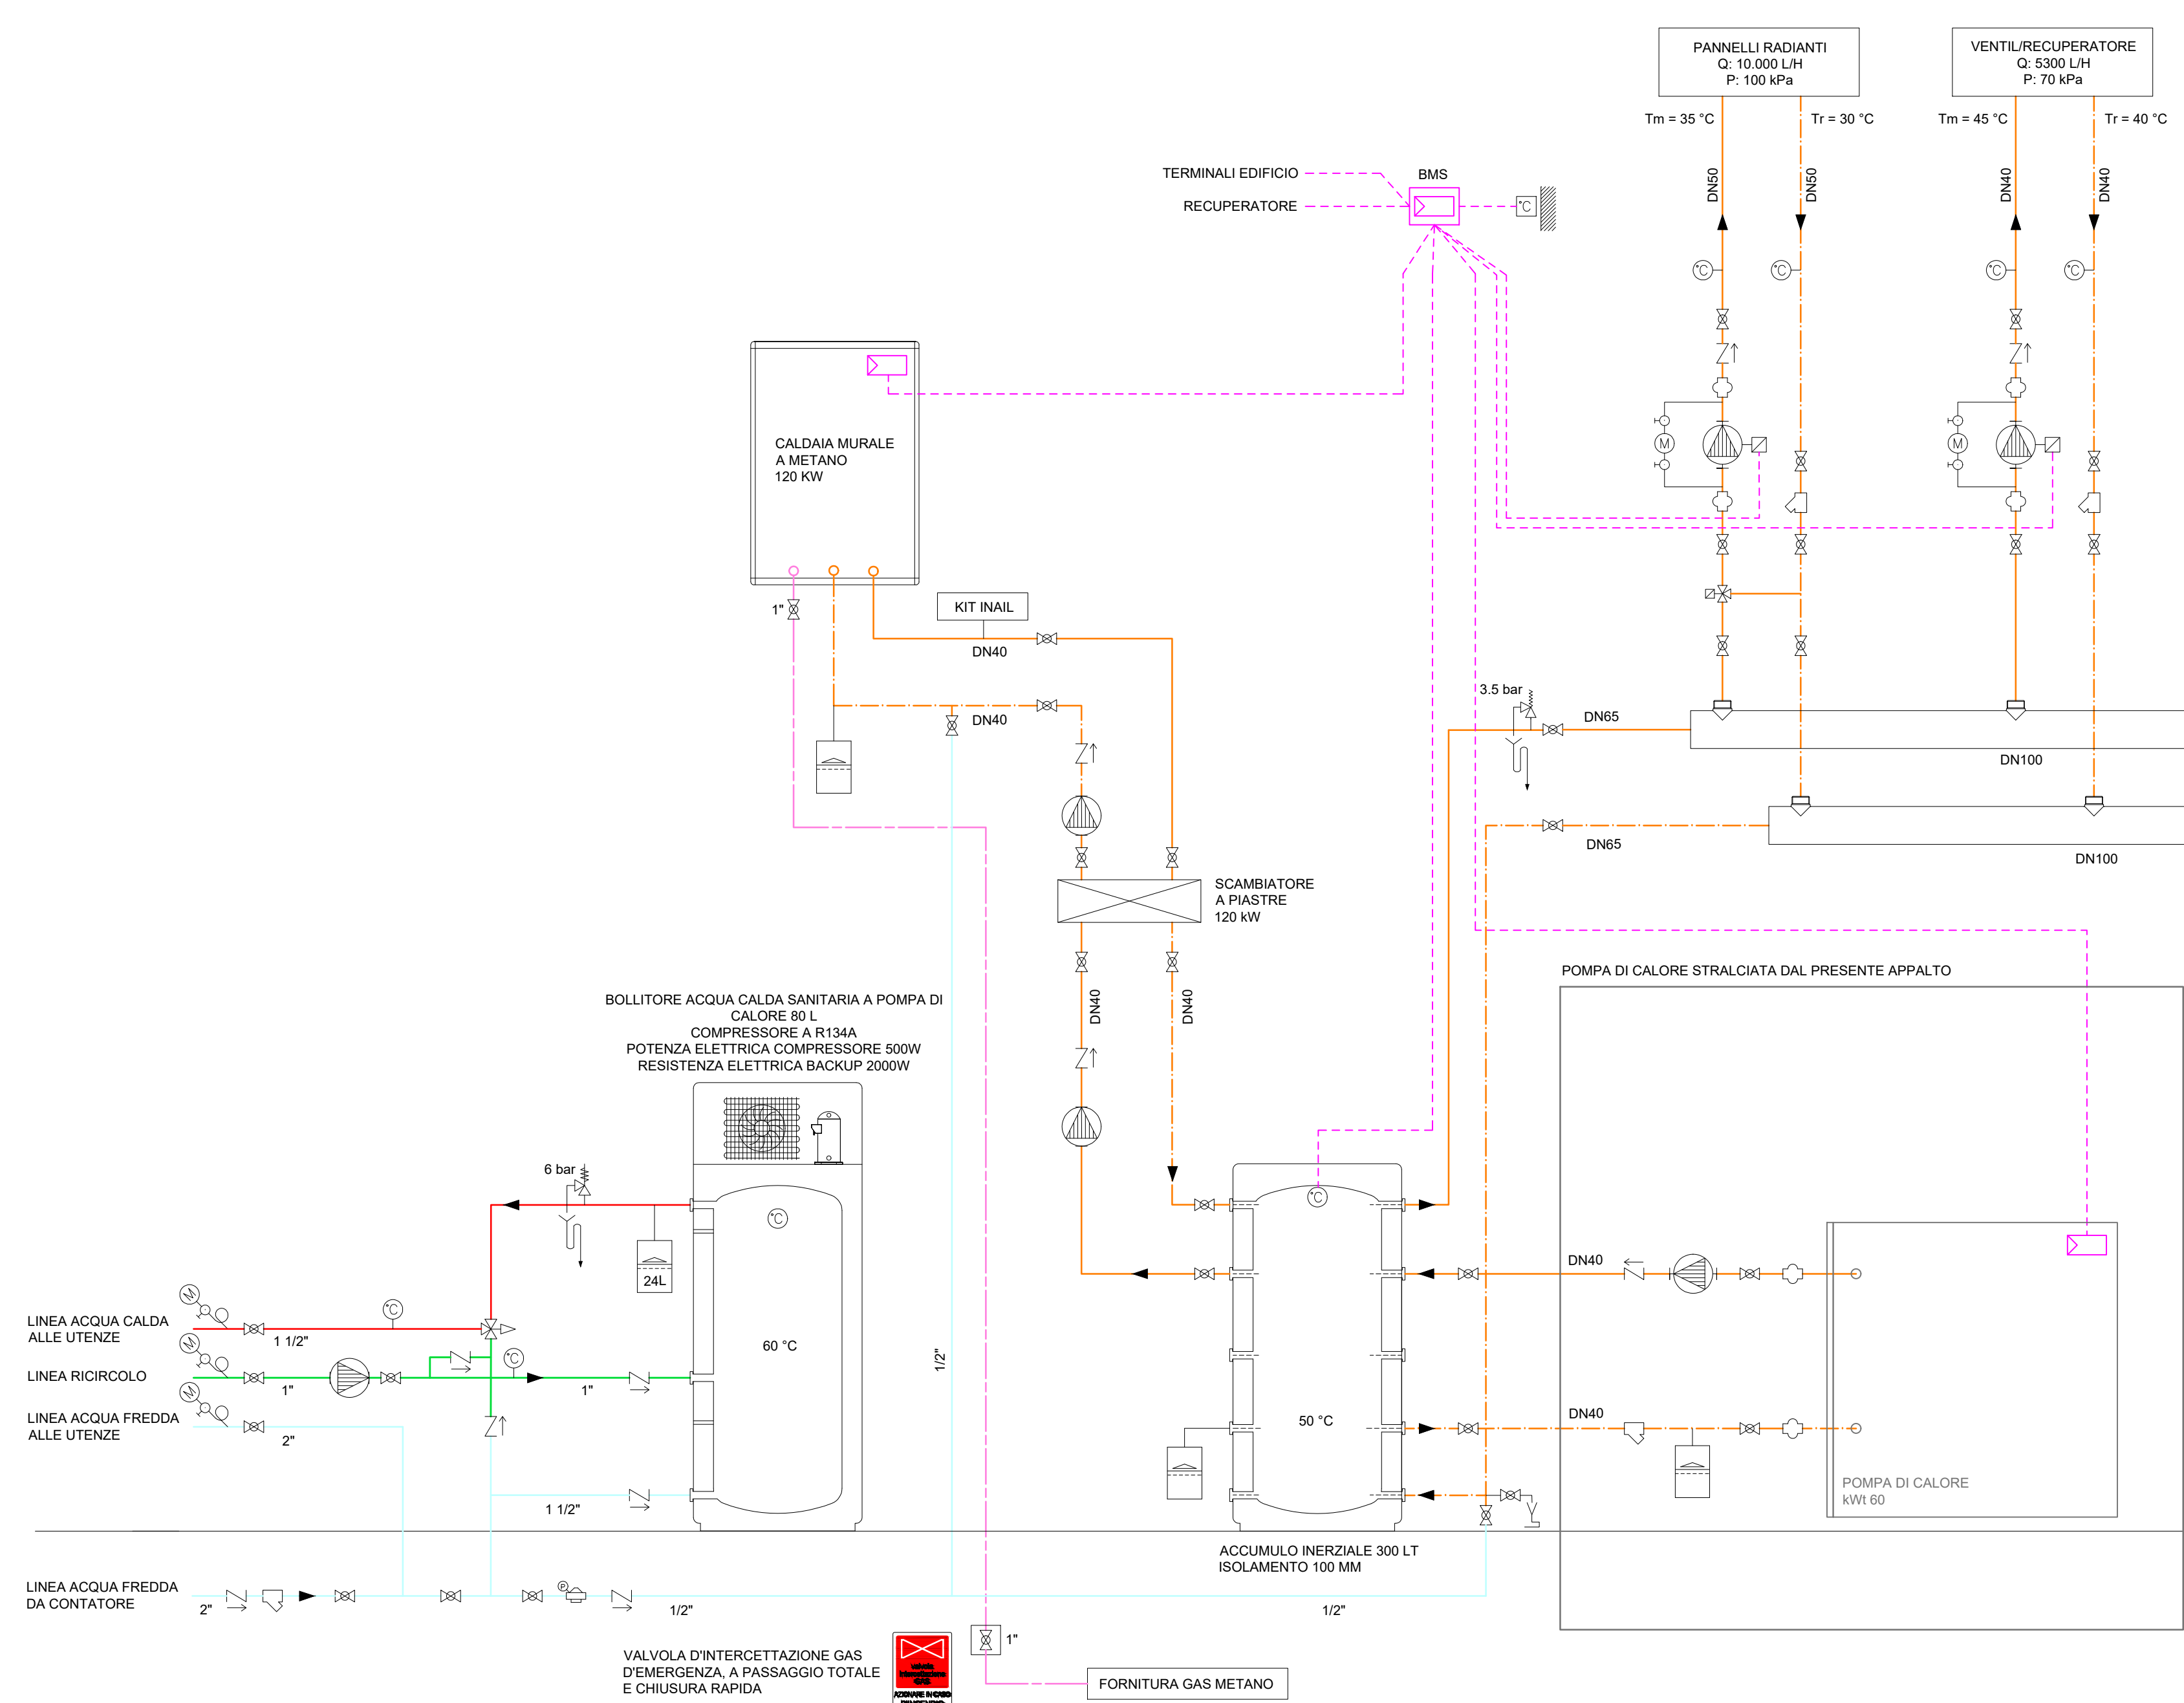 PANNELLI RADIANTI
Q: 10.000 L/H
P: 100 kPa
VENTIL/RECUPERATORE
Q: 5300 L/H
P: 70 kPa
Tm = 35 °C
Tr = 30 °C
Tm = 45 °C
Tr = 40 °C
DN50
DN50
DN40
DN40
TERMINALI EDIFICIO
RECUPERATORE
BMS
°C
°C
°C
°C
°C
CALDAIA MURALE
A METANO
120 KW
M
M
1"
KIT INAIL
DN40
DN40
3.5 bar
DN65
DN100
DN65
DN100
SCAMBIATORE
A PIASTRE
120 kW
DN40
DN40
POMPA DI CALORE STRALCIATA DAL PRESENTE APPALTO
BOLLITORE ACQUA CALDA SANITARIA A POMPA DI
CALORE 80 L
COMPRESSORE A R134A
POTENZA ELETTRICA COMPRESSORE 500W
RESISTENZA ELETTRICA BACKUP 2000W
6 bar
24L
°C
°C
60 °C
50 °C
DN40
DN40
POMPA DI CALORE
kWt 60
M
°C
LINEA ACQUA CALDA
ALLE UTENZE
1 1/2"
M
°C
LINEA RICIRCOLO
1"
1"
M
LINEA ACQUA FREDDA
ALLE UTENZE
2"
1 1/2"
1/2"
ACCUMULO INERZIALE 300 LT
ISOLAMENTO 100 MM
LINEA ACQUA FREDDA
DA CONTATORE
2"
P
1/2"
1/2"
1"
VALVOLA D'INTERCETTAZIONE GAS
D'EMERGENZA, A PASSAGGIO TOTALE
E CHIUSURA RAPIDA
valvola
intercettazione
GAS
AZIONARE IN CASO
FORNITURA GAS METANO